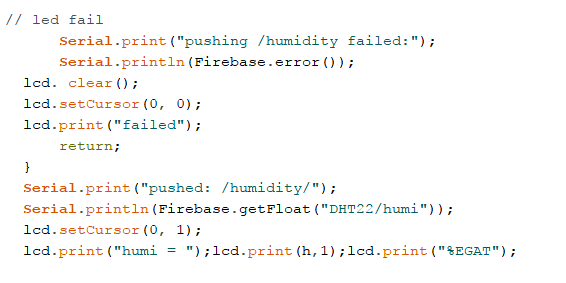 // led fail
Serial.print("pushing /humidity failed:");
Serial.println(Firebase.error());
lcd. clear();
lcd.setCursor(0, 0);
lcd.print("failed");
return;
}
Serial.print("pushed: /humidity/");
Serial.println(Firebase.getFloat("DHT22/humi"));
lcd.setCursor(0, 1);
lcd.print("humi = ");lcd.print(h,1);lcd.print("%EGAT");